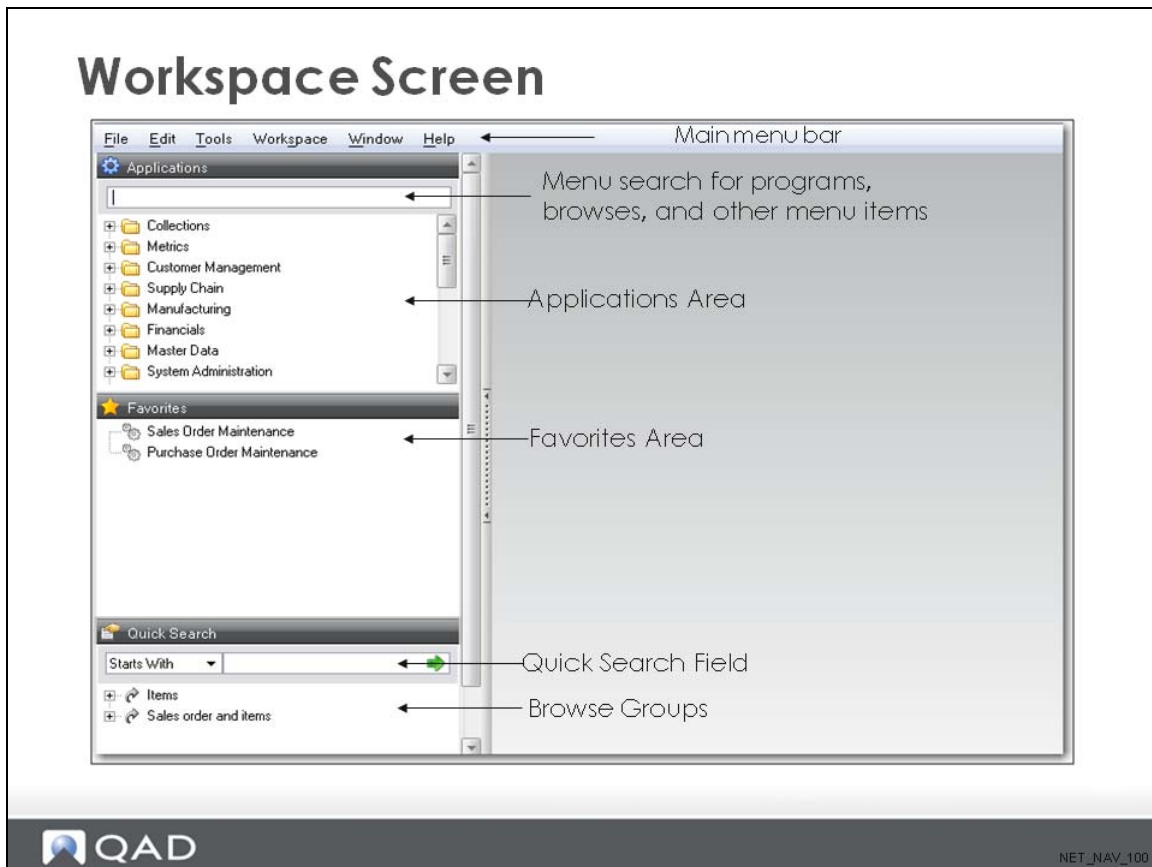 Workspace Screen
File Edit Tools Workspace Window Help
Main menu bar
Applications
Menu search for programs,
browses, and other menu items
Collections
Metrics
Customer Management
Supply Chain
Manufacturing
Financials
Master Data
System Administration
Applications Area
Favorites
Sales Order Maintenance
Purchase Order Maintenance
Favorites Area
Quick Search
Starts With
Quick Search Field
Items
Sales order and items
Browse Groups
QAD
NET_NAV_100